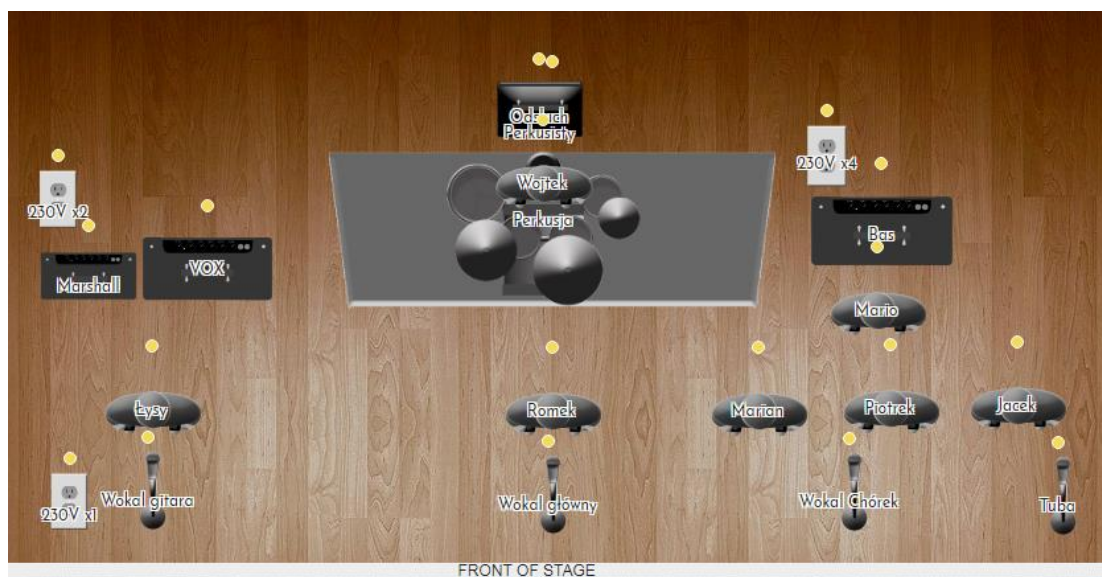 Odsłuch
Perkusisty
230V x4
Wojtek
230V x2
Perkusja
Bas
VOX
Marshall
Mario
Łysy
Romek
Marian
Piotrek
Jacek
Wokal gitara
Wokal główny
Wokal Chórek
Tuba
230V x1
FRONT OF STAGE